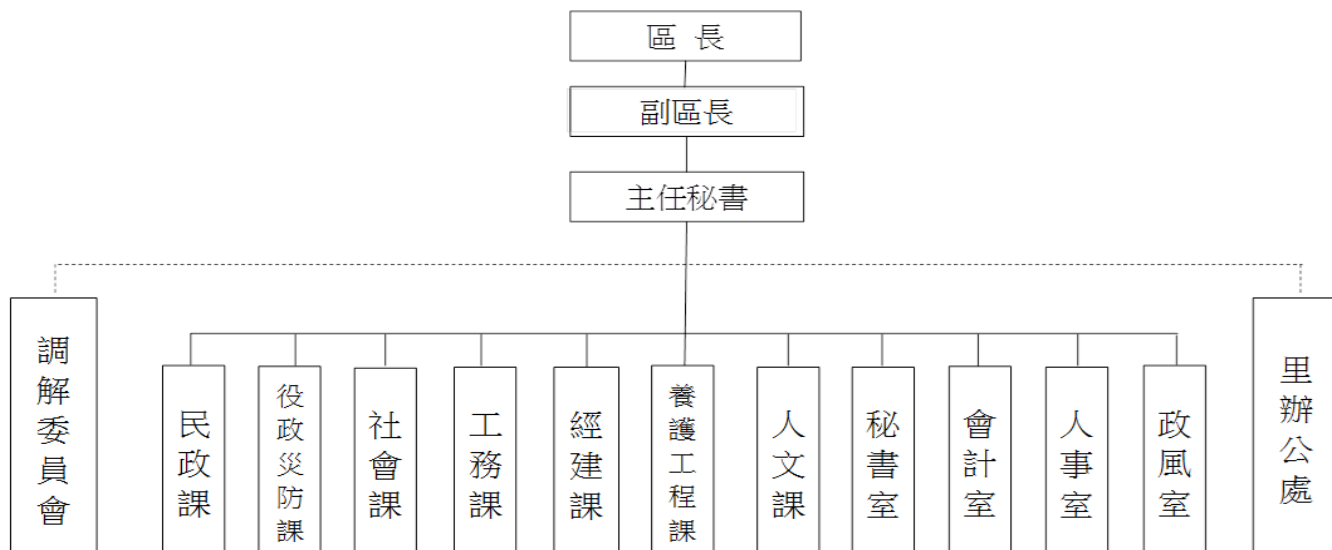 區 長
副區長
主任秘書
調解委員會
民政課
役政災防課
社會課
工務課
經建課
養護工程課
人文課
秘書室
會計室
人事室
政風室
里辦公處